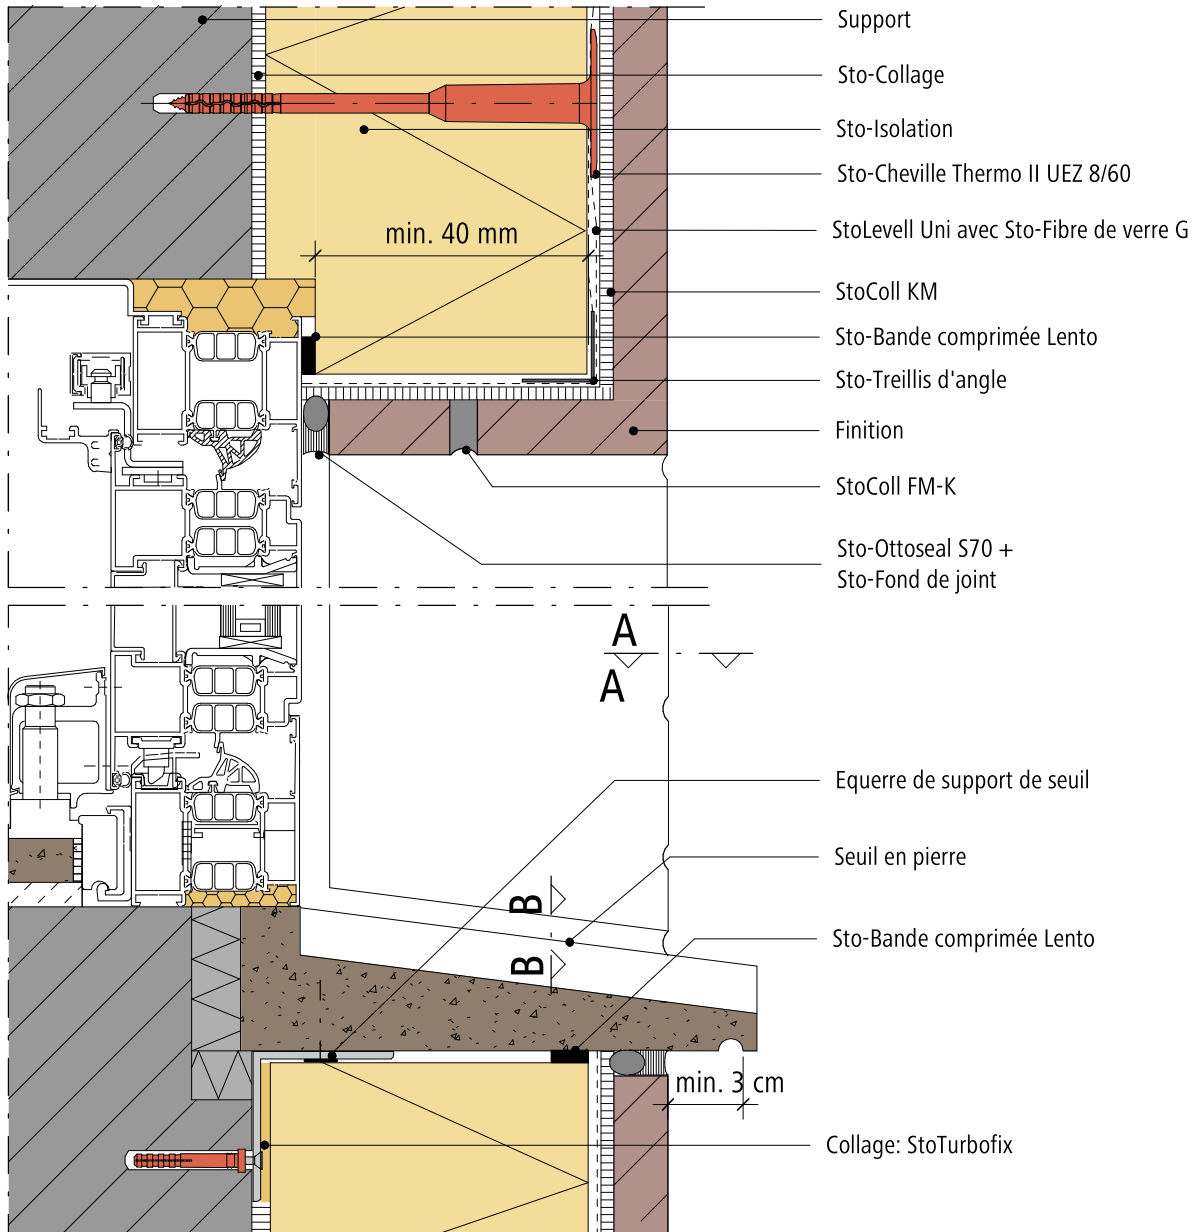 Support
Sto-Collage
Sto-Isolation
Sto-Cheville Thermo II UEZ 8/60
StoLevell Uni avec Sto-Fibre de verre G
min. 40 mm
StoColl KM
Sto-Bande comprimée Lento
Sto-Treillis d'angle
Finition
StoColl FM-K
Sto-Ottoseal S70 +
Sto-Fond de joint
A
A
Equerre de support de seuil
Seuil en pierre
B
Sto-Bande comprimée Lento
B
min. 3 cm
Collage: StoTurbofix